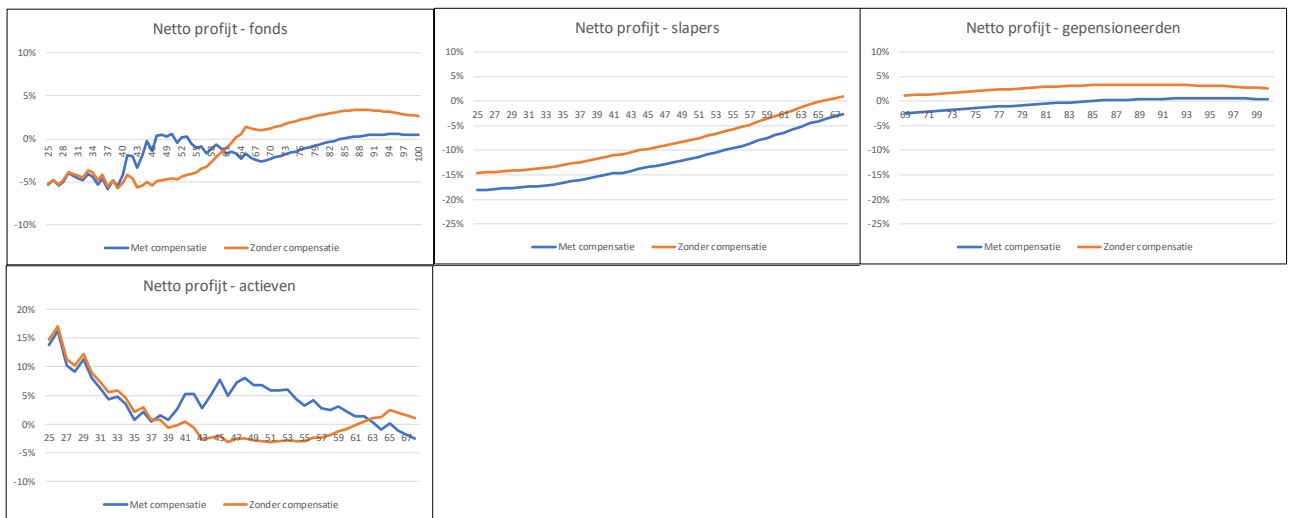 Netto profijt - fonds
10%
5%
0%
-5%
-10%
25 28 31 34 37 40 43 46 49 52 55 58 61 64 67 70 73 76 79 82 85 88 91 94 97 100
Met compensatie Zonder compensatie
Netto profijt - slapers
10%
5%
0%
-5%
-10%
-15%
-20%
-25%
25 27 29 31 33 35 37 39 41 43 45 47 49 51 53 55 57 59 61 63 65 67
Met compensatie Zonder compensatie
Netto profijt - gepensioneerden
10%
5%
0%
-5%
-10%
-15%
-20%
-25%
69 71 73 75 77 79 81 83 85 87 89 91 93 95 97 99
Met compensatie Zonder compensatie
Netto profijt - actieven
20%
15%
10%
5%
0%
-5%
-10%
25 27 29 31 33 35 37 39 41 43 45 47 49 51 53 55 57 59 61 63 65 67
Met compensatie Zonder compensatie